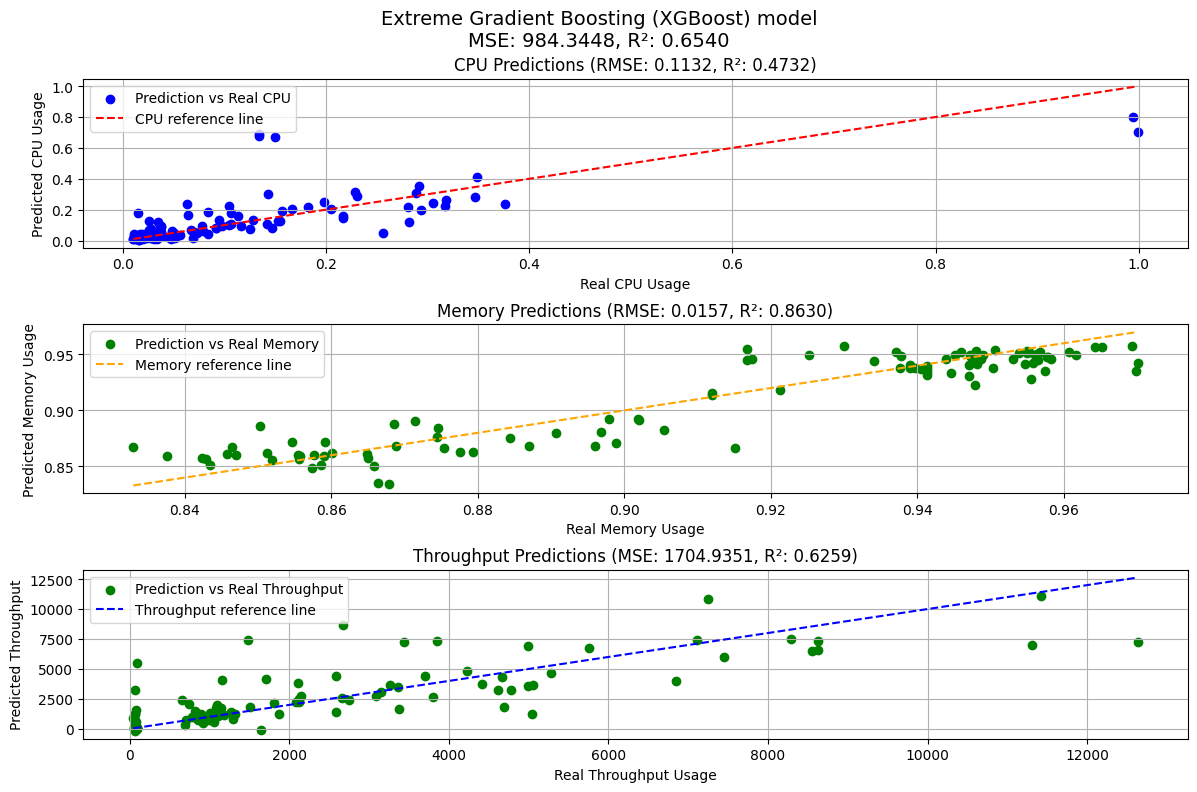 Extreme Gradient Boosting (XGBoost) model
MSE: 984.3448, R²: 0.6540
CPU Predictions (RMSE: 0.1132, R²: 0.4732)
Predicted CPU Usage
1.0
0.8
0.6
0.4
0.2
0.0
Prediction vs Real CPU
CPU reference line
0.0 0.2 0.4 0.6 0.8 1.0
Real CPU Usage
Memory Predictions (RMSE: 0.0157, R²: 0.8630)
Predicted Memory Usage
0.95
0.90
0.85
Prediction vs Real Memory
Memory reference line
0.84 0.86 0.88 0.90 0.92 0.94 0.96
Real Memory Usage
Throughput Predictions (MSE: 1704.9351, R²: 0.6259)
Predicted Throughput
12500
10000
7500
5000
2500
0
Prediction vs Real Throughput
Throughput reference line
0 2000 4000 6000 8000 10000 12000
Real Throughput Usage